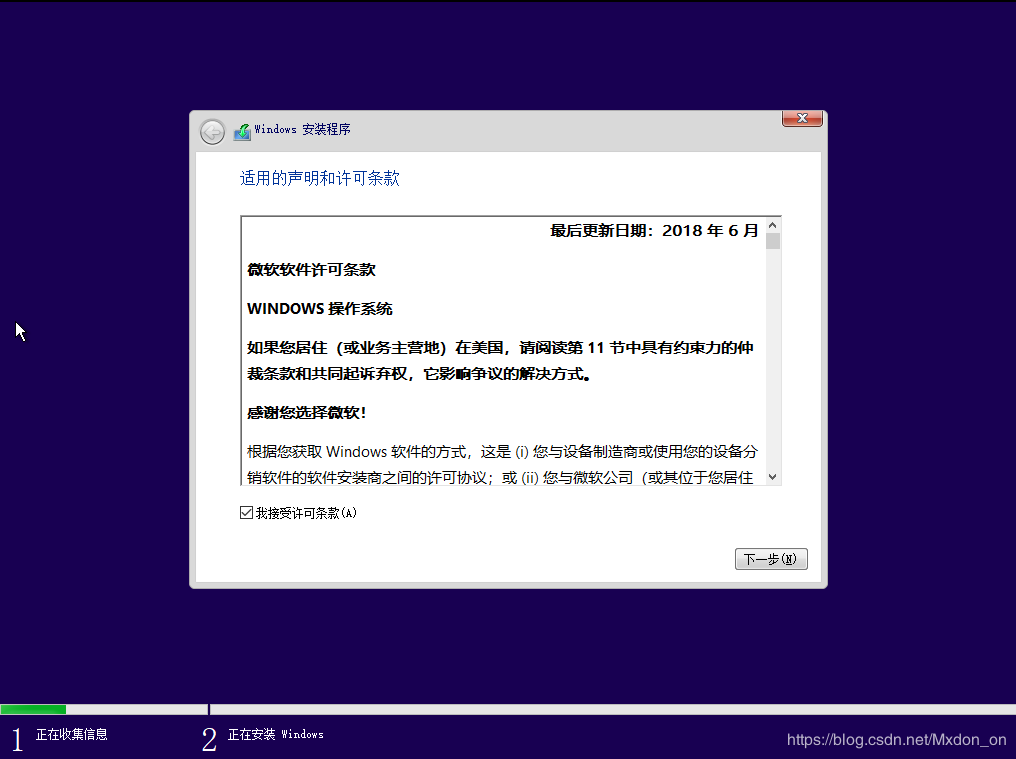 Windows 安装程序
适用的声明和许可条款
最后更新日期：2018 年 6 月
微软软件许可条款
WINDOWS 操作系统
如果您居住（或业务主营地）在美国，请阅读第 11 节中具有约束力的仲
裁条款和共同起诉弃权，它影响争议的解决方式。
感谢您选择微软！
根据您获取 Windows 软件的方式，这是 (i) 您与设备制造商或使用您的设备分
销软件的软件安装商之间的许可协议；或 (ii) 您与微软公司（或其位于您居住
我接受许可条款(A)
下一步(N)
1 正在收集信息
2 正在安装 Windows
https://blog.csdn.net/Mxdon_on